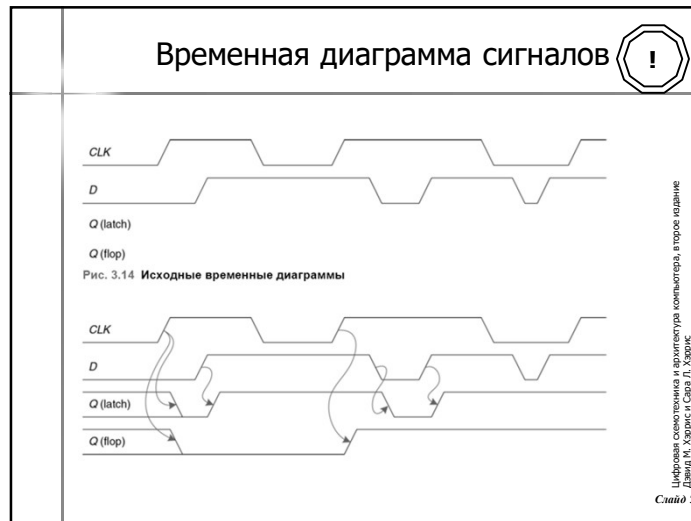 Временная диаграмма сигналов
!
CLK
D
Q (latch)
Q (flop)
Рис. 3.14 Исходные временные диаграммы
CLK
D
Q (latch)
Q (flop)
Цифровая схемотехника и архитектура компьютера, второе издание
Дэвид М. Хэррис и Сара Л. Хэррис
Слайд